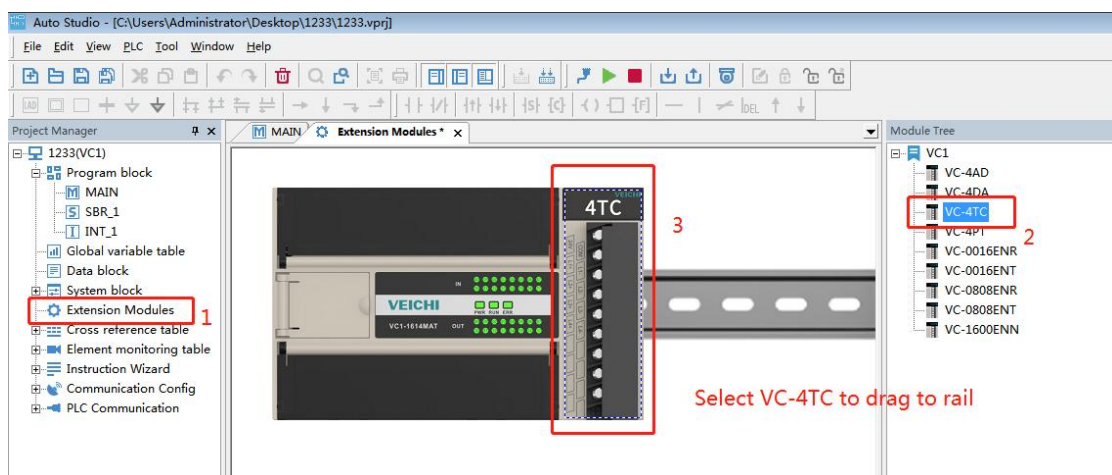 Auto Studio - [C:\Users\Administrator\Desktop\1233\1233.vprj]
File Edit View PLC Tool Window Help
LAD
DEL
Project Manager
MAIN Extension Modules *
Module Tree
1233(VC1)
Program block
MAIN
SBR_1
INT_1
Global variable table
Data block
System block
Extension Modules
1
Cross reference table
Element monitoring table
Instruction Wizard
Communication Config
PLC Communication
VEICHI
4TC
3
IN
VEICHI
PWR RUN ERR
VC1-1614MAT OUT
Select VC-4TC to drag to rail
VC1
VC-4AD
VC-4DA
VC-4TC
2
VC-4PT
VC-0016ENR
VC-0016ENT
VC-0808ENR
VC-0808ENT
VC-1600ENN